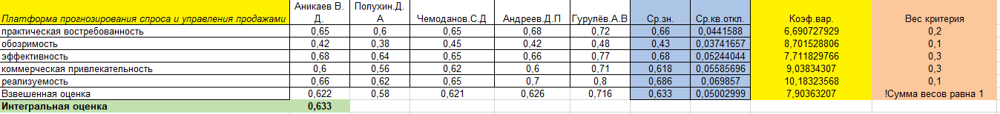 Платформа прогнозирования спроса и управления продажами Аникаев В. Д. Полухин.Д. А Чемоданов.С.Д Андреев.Д.П Гурулёв.А.В Ср.зн. Ср.кв.откл. Коэф.вар. Вес критерия
практическая востребованность 0,65 0,6 0,65 0,68 0,72 0,66 0,0441588 6,690727929 0,2
обозримость 0,42 0,38 0,45 0,42 0,48 0,43 0,03741657 8,701528806 0,1
эффективность 0,68 0,64 0,65 0,66 0,77 0,68 0,05244044 7,711829766 0,3
коммерческая привлекательность 0,6 0,56 0,62 0,6 0,71 0,618 0,05585696 9,03834307 0,3
реализуемость 0,66 0,62 0,65 0,7 0,8 0,686 0,069857 10,18323568 0,1
Взвешенная оценка 0,622 0,58 0,621 0,626 0,716 0,633 0,05002999 7,90363207 !Сумма весов равна 1
Интегральная оценка 0,633